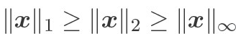 ‖𝒙‖₁ ≥ ‖𝒙‖₂ ≥ ‖𝒙‖∞